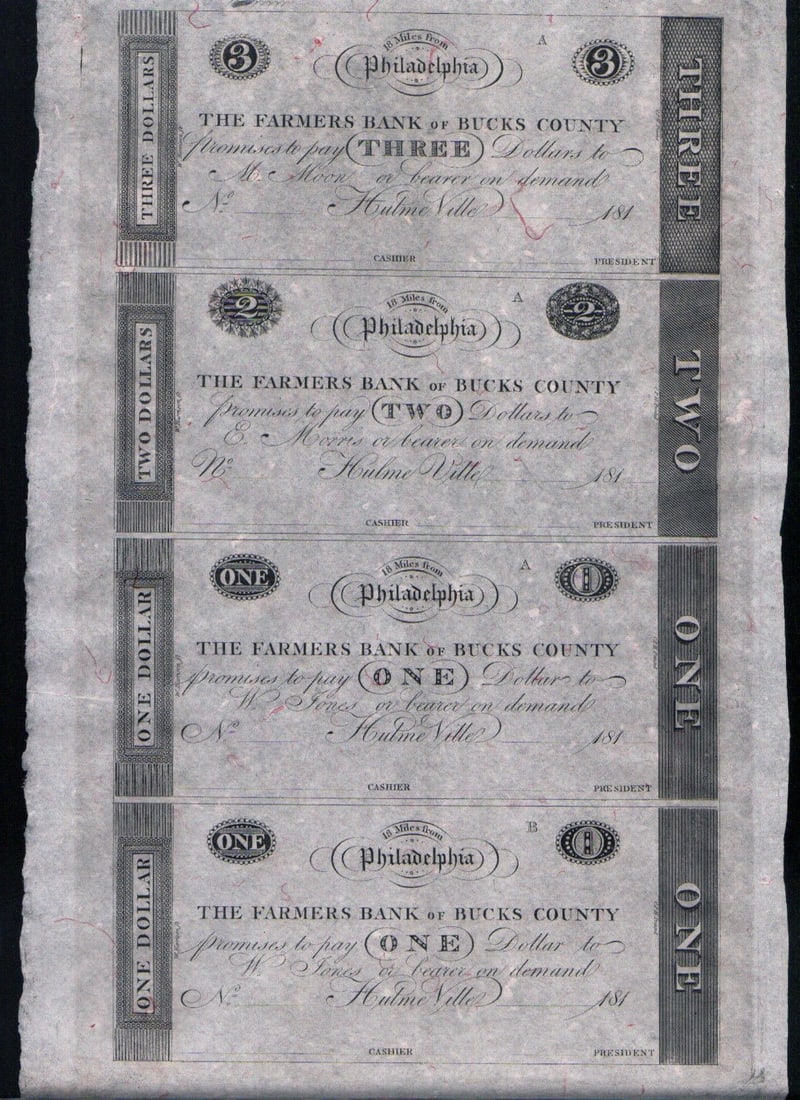 THREE DOLLARS
3
18 Miles from
Philadelphia
A
3
THREE
THE FARMERS BANK OF BUCKS COUNTY
promises to pay THREE Dollars to
M. Moon or bearer on demand
No. Hulme Ville 181
CASHIER PRESIDENT
TWO DOLLARS
2
18 Miles from
Philadelphia
A
2
TWO
THE FARMERS BANK OF BUCKS COUNTY
promises to pay TWO Dollars to
E. Morris or bearer on demand
No. Hulme Ville 181
CASHIER PRESIDENT
ONE DOLLAR
ONE
18 Miles from
Philadelphia
A
1
ONE
THE FARMERS BANK OF BUCKS COUNTY
promises to pay ONE Dollar to
W. Jones or bearer on demand
No. Hulme Ville 181
CASHIER PRESIDENT
ONE DOLLAR
ONE
18 Miles from
Philadelphia
B
1
ONE
THE FARMERS BANK OF BUCKS COUNTY
promises to pay ONE Dollar to
W. Jones or bearer on demand
No. Hulme Ville 181
CASHIER PRESIDENT